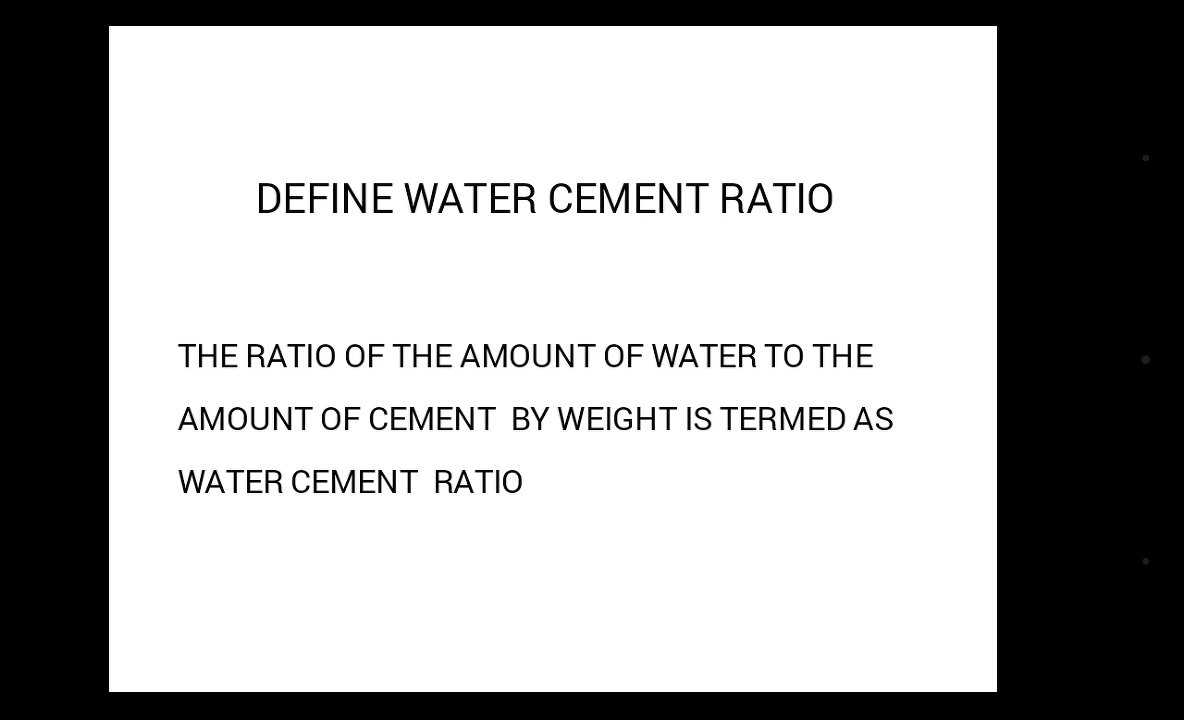 DEFINE WATER CEMENT RATIO
THE RATIO OF THE AMOUNT OF WATER TO THE
AMOUNT OF CEMENT  BY WEIGHT IS TERMED AS
WATER CEMENT  RATIO